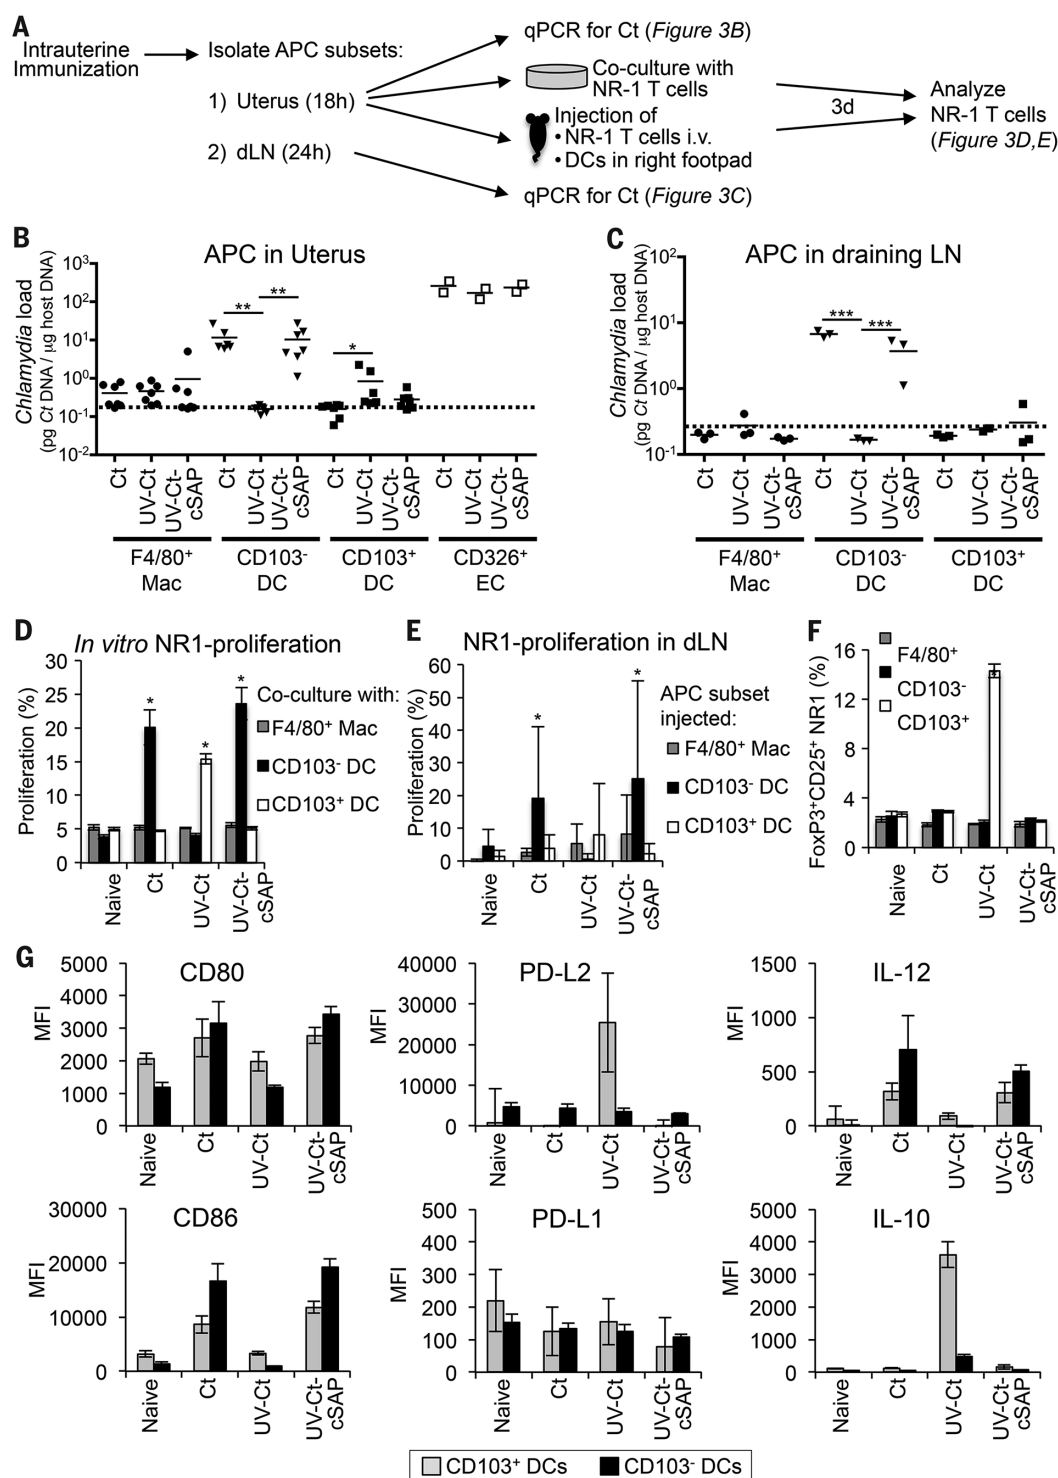 A
Intrauterine
Immunization
Isolate APC subsets:
1) Uterus (18h)
2) dLN (24h)
qPCR for Ct (Figure 3B)
Co-culture with
NR-1 T cells
Injection of
• NR-1 T cells i.v.
• DCs in right footpad
qPCR for Ct (Figure 3C)
3d
Analyze
NR-1 T cells
(Figure 3D,E)
B
APC in Uterus
Chlamydia load
(pg Ct DNA / μg host DNA)
10³
10²
10¹
10⁰
10⁻¹
10⁻²
** ** *
Ct UV-Ct UV-Ct-cSAP Ct UV-Ct UV-Ct-cSAP Ct UV-Ct UV-Ct-cSAP Ct UV-Ct UV-Ct-cSAP
F4/80⁺ Mac
CD103⁻ DC
CD103⁺ DC
CD326⁺ EC
C
APC in draining LN
Chlamydia load
(pg Ct DNA / μg host DNA)
10²
10¹
10⁰
10⁻¹
*** ***
Ct UV-Ct UV-Ct-cSAP Ct UV-Ct UV-Ct-cSAP Ct UV-Ct UV-Ct-cSAP
F4/80⁺ Mac
CD103⁻ DC
CD103⁺ DC
D
In vitro NR1-proliferation
Proliferation (%)
30
25
20
15
10
5
0
* * *
Co-culture with:
F4/80⁺ Mac
CD103⁻ DC
CD103⁺ DC
Naive Ct UV-Ct UV-Ct-cSAP
E
NR1-proliferation in dLN
Proliferation (%)
60
50
40
30
20
10
0
* *
APC subset
injected:
F4/80⁺ Mac
CD103⁻ DC
CD103⁺ DC
Naive Ct UV-Ct UV-Ct-cSAP
F
FoxP3⁺CD25⁺ NR1 (%)
16
12
8
4
0
*
F4/80⁺
CD103⁻
CD103⁺
Naive Ct UV-Ct UV-Ct-cSAP
G
CD80
MFI
5000
4000
3000
2000
1000
0
Naive Ct UV-Ct UV-Ct-cSAP
PD-L2
MFI
40000
30000
20000
10000
0
Naive Ct UV-Ct UV-Ct-cSAP
IL-12
MFI
1500
1000
500
0
Naive Ct UV-Ct UV-Ct-cSAP
CD86
MFI
30000
20000
10000
0
Naive Ct UV-Ct UV-Ct-cSAP
PD-L1
MFI
500
400
300
200
100
0
Naive Ct UV-Ct UV-Ct-cSAP
IL-10
MFI
5000
4000
3000
2000
1000
0
Naive Ct UV-Ct UV-Ct-cSAP
CD103⁺ DCs CD103⁻ DCs